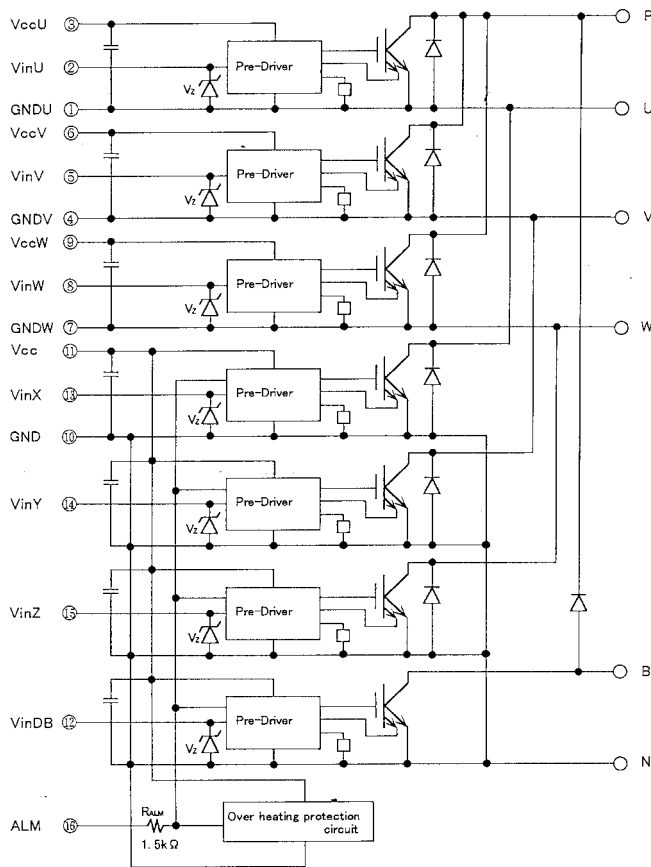 VccU ③ P
VinU ② Pre-Driver
Vz
GNDU ① U
VccV ⑥
VinV ⑤ Pre-Driver
Vz
GNDV ④ V
VccW ⑨
VinW ⑧ Pre-Driver
Vz
GNDW ⑦ W
Vcc ⑪
VinX ⑬ Pre-Driver
Vz
GND ⑩
VinY ⑭ Pre-Driver
Vz
VinZ ⑮ Pre-Driver
Vz
B
VinDB ⑫ Pre-Driver
Vz
N
RALM
ALM ⑯ Over heating protection
circuit
1.5kΩ